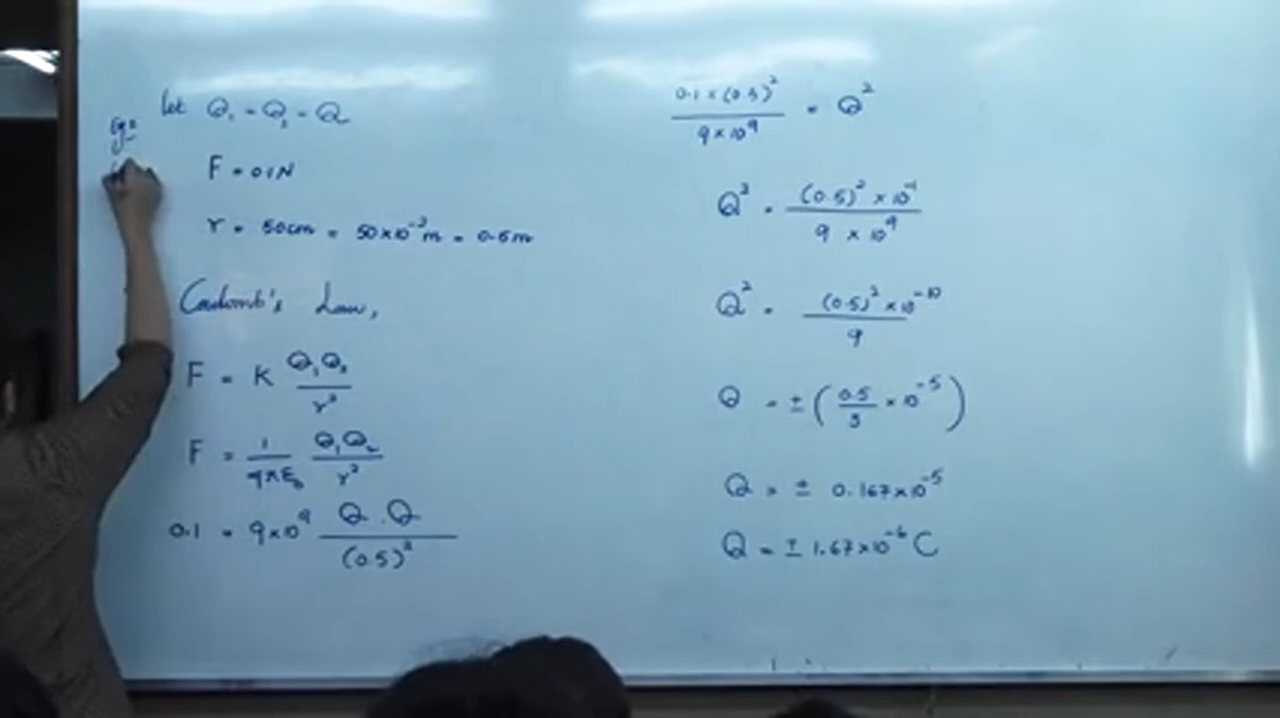 Eg:
Let Q₁ = Q₂ = Q
F = 0.1N
r = 50cm = 50×10⁻²m = 0.5m
Coulomb's Law,
F = K Q₁Q₂/r²
F = 1/4πε₀ Q₁Q₂/r²
0.1 = 9×10⁹ Q.Q/(0.5)²
0.1×(0.5)²/9×10⁹ = Q²
Q² = (0.5)²×10⁻¹/9×10⁹
Q² = (0.5)²×10⁻¹⁰/9
Q = ±(0.5/3×10⁻⁵)
Q = ± 0.167×10⁻⁵
Q = ± 1.67×10⁻⁶ C